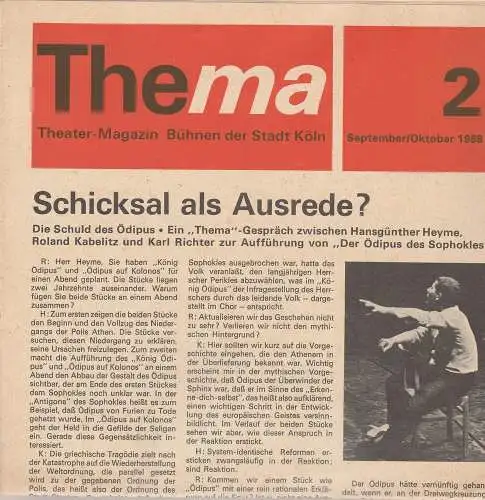 Thema
Theater-Magazin Bühnen der Stadt Köln
2
September/Oktober 1968
Schicksal als Ausrede?
Die Schuld des Ödipus • Ein „Thema"-Gespräch zwischen Hansgünther Heyme,
Roland Kabelitz und Karl Richter zur Aufführung von „Der Ödipus des Sophokles
R: Herr Heyme, Sie haben „König
Ödipus" und „Ödipus auf Kolonos" für
einen Abend geplant. Die Stücke liegen
zwei Jahrzehnte auseinander. Warum
fügen Sie beide Stücke an einem Abend
zusammen?
H: Zum ersten zeigen die beiden Stücke
den Beginn und den Vollzug des Nieder-
gangs der Polis Athen. Die Stücke ver-
suchen, diesen Niedergang zu erklären,
seine Ursachen freizulegen. Zum zweiten
macht die Aufführung des „König Ödi-
pus" und „Ödipus auf Kolonos" an einem
Abend den Abbau der Gestalt des Ödipus
sichtbar, der am Ende des ersten Stückes
dem Sophokles noch unklar war. In der
„Antigone" des Sophokles heißt es zum
Beispiel, daß Ödipus von Furien zu Tode
gehetzt wurde. Im „Ödipus auf Kolonos"
geht der Held in die Gefilde der Seligen
ein. Gerade diese Gegensätzlichkeit in-
teressiert.
K: Die griechische Tragödie zielt nach
der Katastrophe auf die Wiederherstellung
der Weltordnung, die parallel gesetzt
wird zu der gegebenen Ordnung der
Polis, das heißt also der Ordnung des
Sophokles ausgebrochen war, hatte das
Volk veranlaßt, den langjährigen Herr-
scher Perikles abzuwählen, was im „Kö-
nig Ödipus" der Infragestellung des Herr-
schers durch das leidende Volk – darge-
stellt im Chor – entspricht.
R: Aktualisieren wir das Geschehen nicht
zu sehr? Verlieren wir nicht den mythi-
schen Hintergrund?
K: Hier sollten wir kurz auf die Vorge-
schichte eingehen, die den Athenern in
der Überlieferung bekannt war. Wichtig
erscheint mir in der mythischen Vorge-
schichte, daß Ödipus der Überwinder der
Sphinx war, daß er im Sinne des „Erken-
ne-dich-selbst", das heißt also aufklärend,
einen wichtigen Schritt in der Entwick-
lung des europäischen Geistes versinn-
bildlicht. Im Verlauf der beiden Stücke
sehen wir aber, wie dieser Anspruch in
der Reaktion erstickt.
H: System-identische Reformen er-
sticken zwangsläufig in der Reaktion; sind
Reaktion.
R: Kommen wir einem Stück wie
„Ödipus" mit einer sein rationalen Erklä-
Der Ödipus hätte vernünftig gehan-
delt, wenn er, an der Dreiwegkreuzun